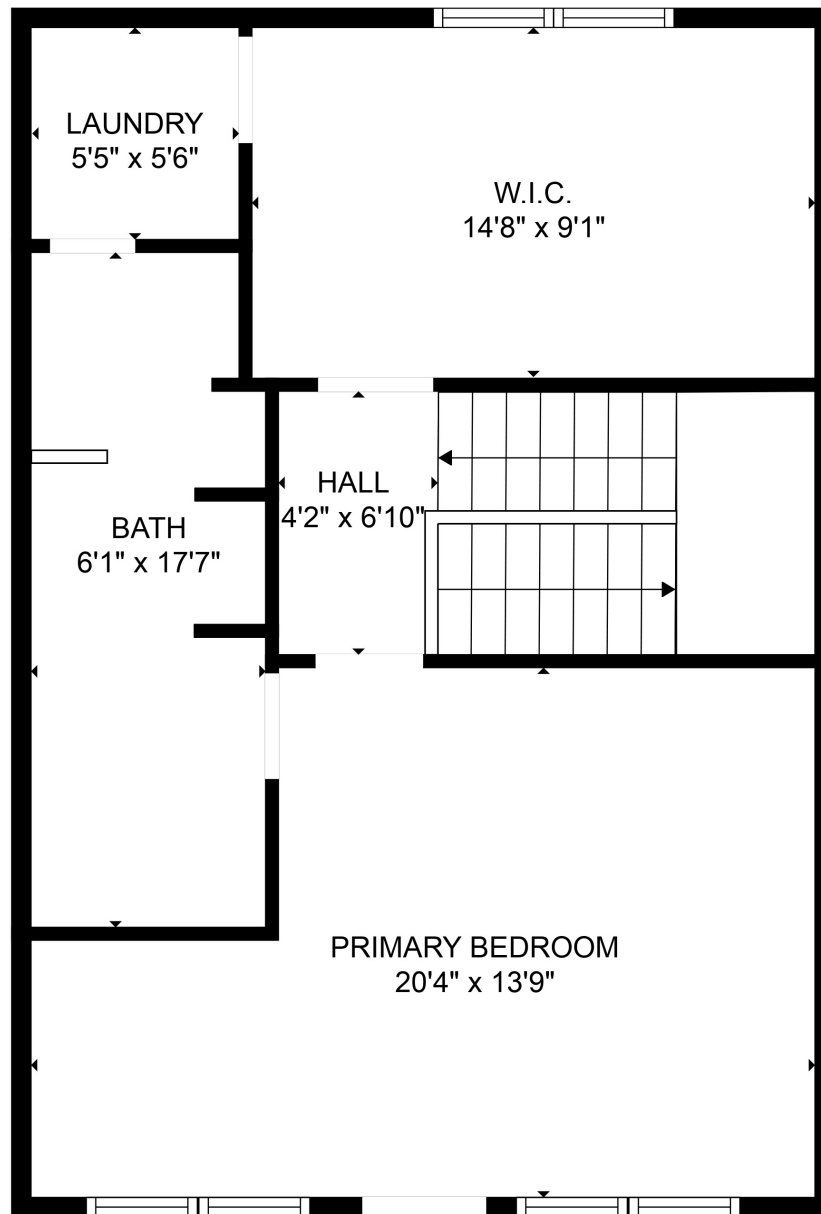 LAUNDRY
5'5" x 5'6"
W.I.C.
14'8" x 9'1"
HALL
4'2" x 6'10"
BATH
6'1" x 17'7"
PRIMARY BEDROOM
20'4" x 13'9"